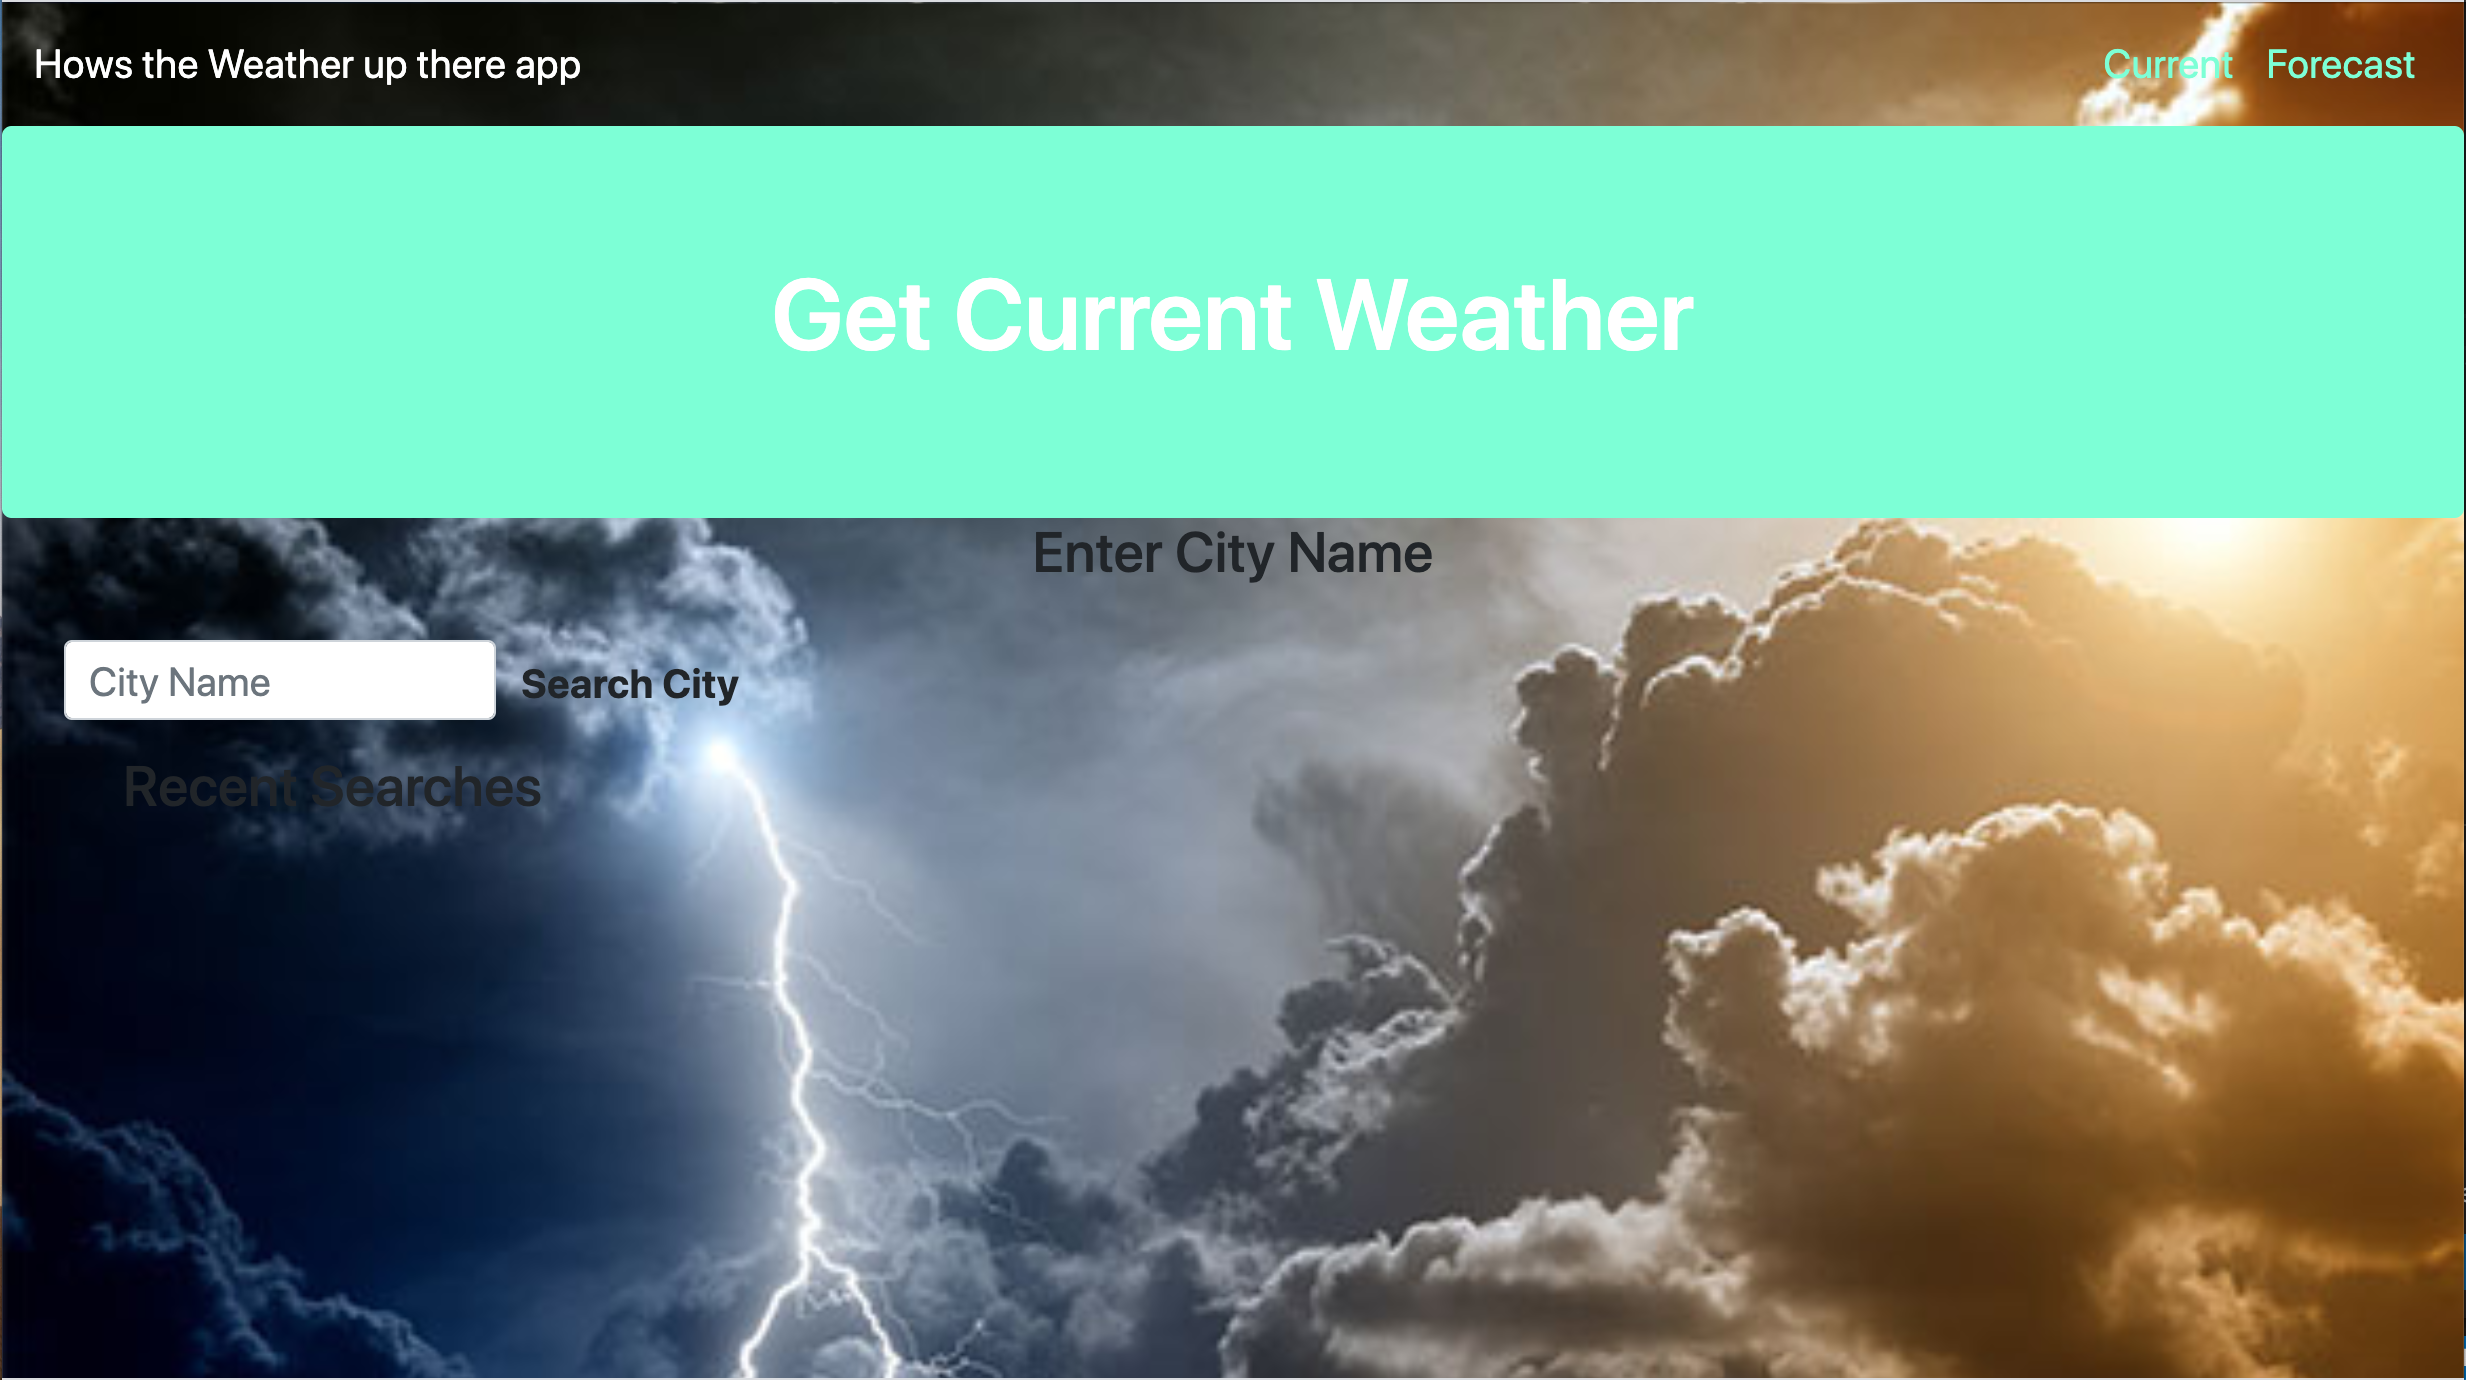 Hows the Weather up there app
Current Forecast
Get Current Weather
Enter City Name
City Name
Search City
Recent Searches